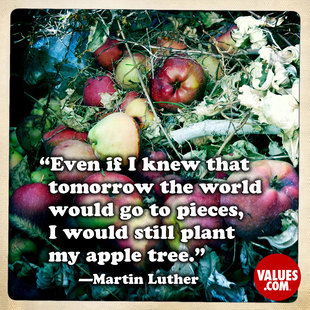 “Even if I knew that
tomorrow the world
would go to pieces,
I would still plant
my apple tree.”
—Martin Luther
VALUES
.COM